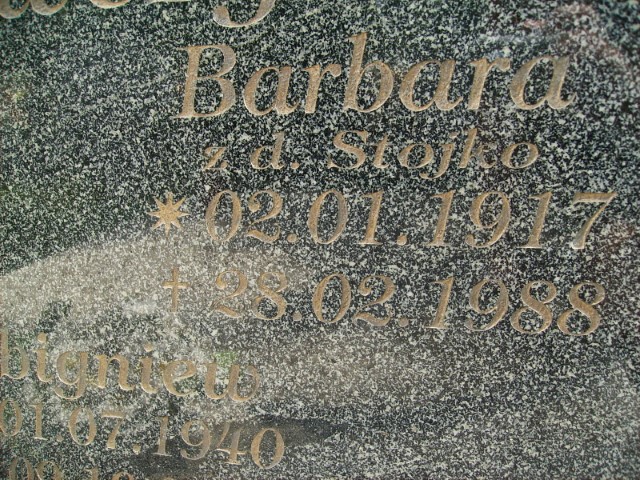 Barbara
z d. Stojko
* 02.01.1917
† 28.02.1988
bigniew
01.07.1940